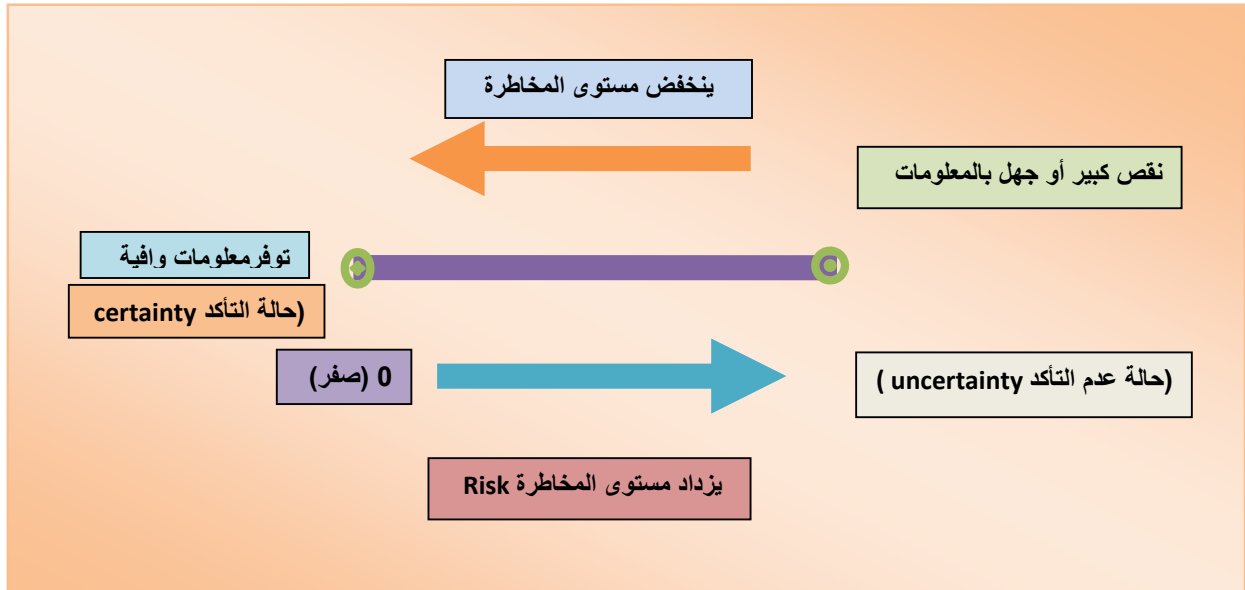 ينخفض مستوى المخاطرة
نقص كبير أو جهل بالمعلومات
توفرمعلومات وافية
(حالة التأكد certainty
0 (صفر)
(حالة عدم التأكد uncertainty )
يزداد مستوى المخاطرة Risk